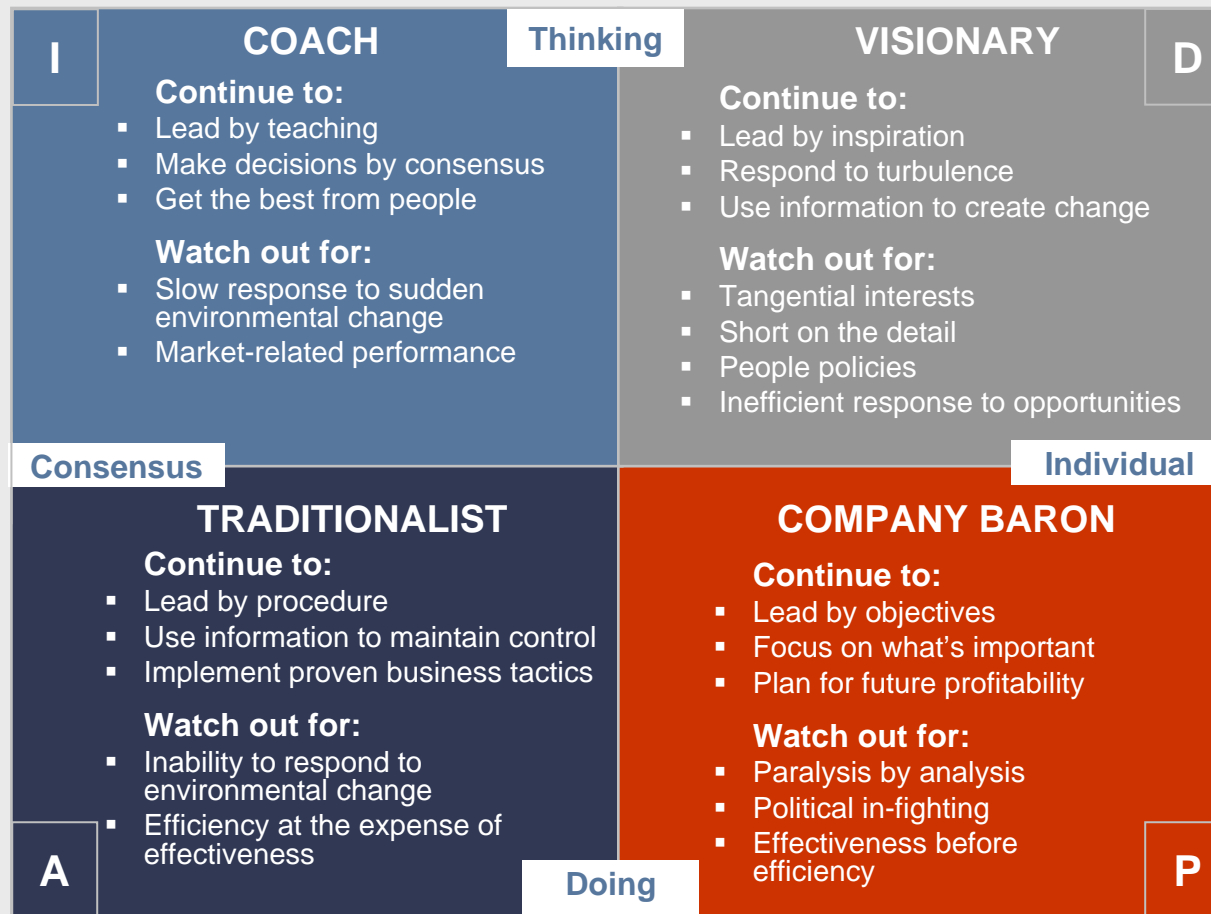 I
COACH
Continue to:
▪ Lead by teaching
▪ Make decisions by consensus
▪ Get the best from people
Watch out for:
▪ Slow response to sudden
environmental change
▪ Market-related performance
Thinking
VISIONARY
D
Continue to:
▪ Lead by inspiration
▪ Respond to turbulence
▪ Use information to create change
Watch out for:
▪ Tangential interests
▪ Short on the detail
▪ People policies
▪ Inefficient response to opportunities
Consensus
Individual
TRADITIONALIST
Continue to:
▪ Lead by procedure
▪ Use information to maintain control
▪ Implement proven business tactics
Watch out for:
▪ Inability to respond to
environmental change
▪ Efficiency at the expense of
effectiveness
A
Doing
COMPANY BARON
Continue to:
▪ Lead by objectives
▪ Focus on what's important
▪ Plan for future profitability
Watch out for:
▪ Paralysis by analysis
▪ Political in-fighting
▪ Effectiveness before
efficiency
P